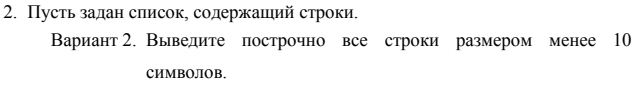 2. Пусть задан список, содержащий строки.
Вариант 2. Выведите построчно все строки размером менее 10
символов.